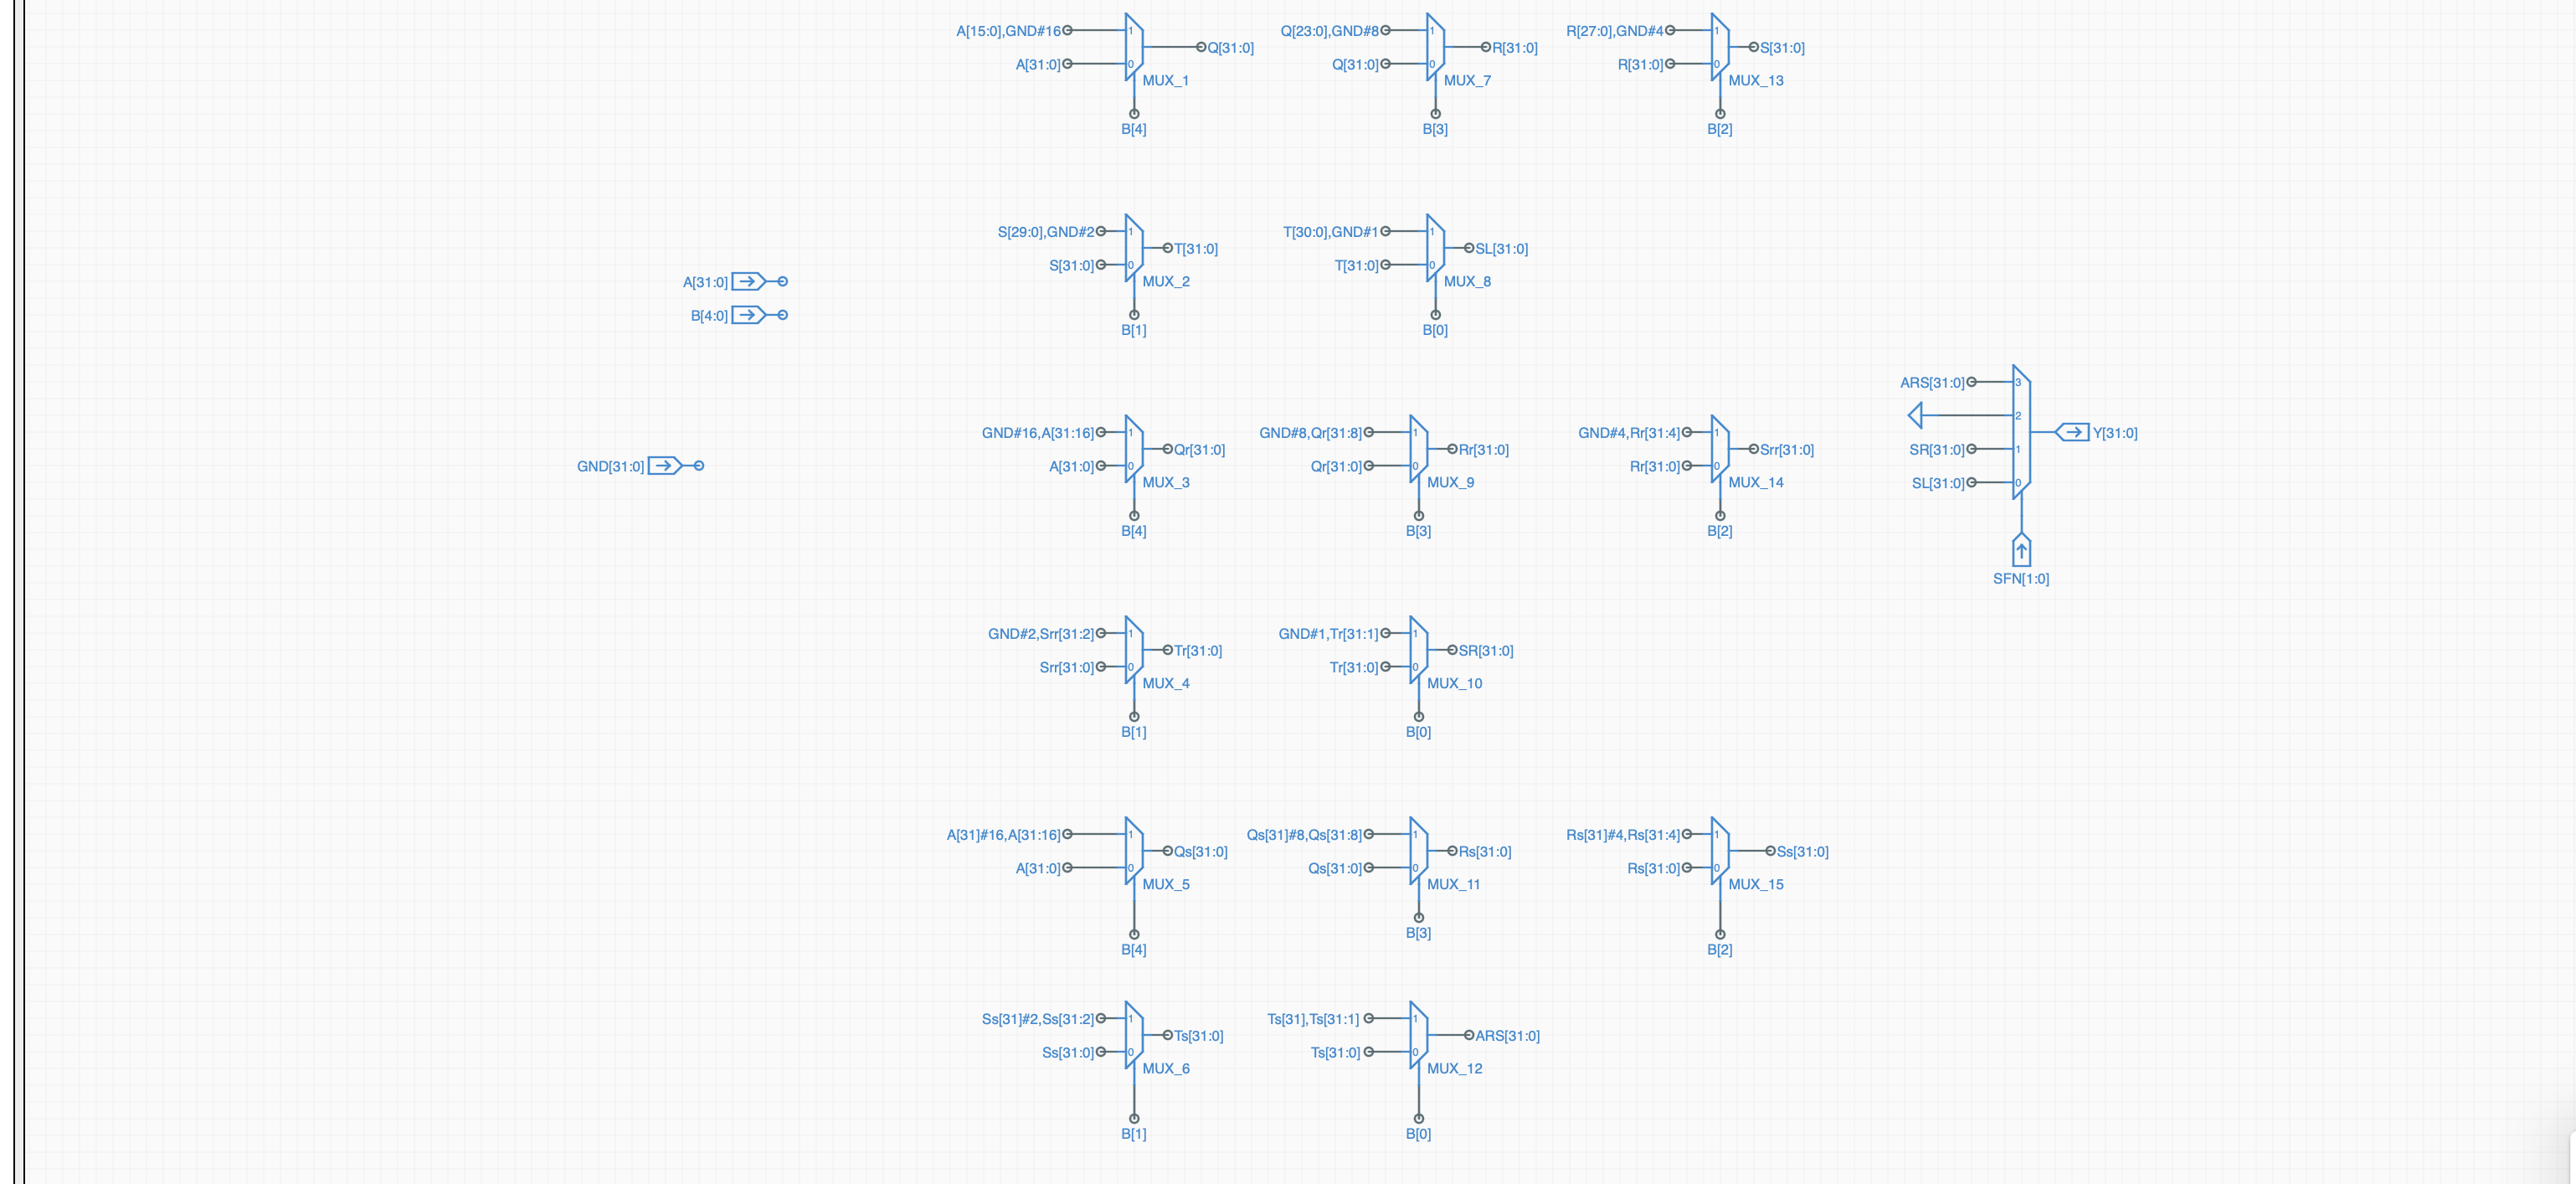 A[15:0],GND#16 1 Q[31:0]
A[31:0] 0 MUX_1
B[4]
Q[23:0],GND#8 1 R[31:0]
Q[31:0] 0 MUX_7
B[3]
R[27:0],GND#4 1 S[31:0]
R[31:0] 0 MUX_13
B[2]
S[29:0],GND#2 1 T[31:0]
S[31:0] 0 MUX_2
B[1]
T[30:0],GND#1 1 SL[31:0]
T[31:0] 0 MUX_8
B[0]
A[31:0]
B[4:0]
GND[31:0]
GND#16,A[31:16] 1 Qr[31:0]
A[31:0] 0 MUX_3
B[4]
GND#8,Qr[31:8] 1 Rr[31:0]
Qr[31:0] 0 MUX_9
B[3]
GND#4,Rr[31:4] 1 Srr[31:0]
Rr[31:0] 0 MUX_14
B[2]
ARS[31:0] 3
2 Y[31:0]
SR[31:0] 1
SL[31:0] 0
SFN[1:0]
GND#2,Srr[31:2] 1 Tr[31:0]
Srr[31:0] 0 MUX_4
B[1]
GND#1,Tr[31:1] 1 SR[31:0]
Tr[31:0] 0 MUX_10
B[0]
A[31]#16,A[31:16] 1 Qs[31:0]
A[31:0] 0 MUX_5
B[4]
Qs[31]#8,Qs[31:8] 1 Rs[31:0]
Qs[31:0] 0 MUX_11
B[3]
Rs[31]#4,Rs[31:4] 1 Ss[31:0]
Rs[31:0] 0 MUX_15
B[2]
Ss[31]#2,Ss[31:2] 1 Ts[31:0]
Ss[31:0] 0 MUX_6
B[1]
Ts[31],Ts[31:1] 1 ARS[31:0]
Ts[31:0] 0 MUX_12
B[0]